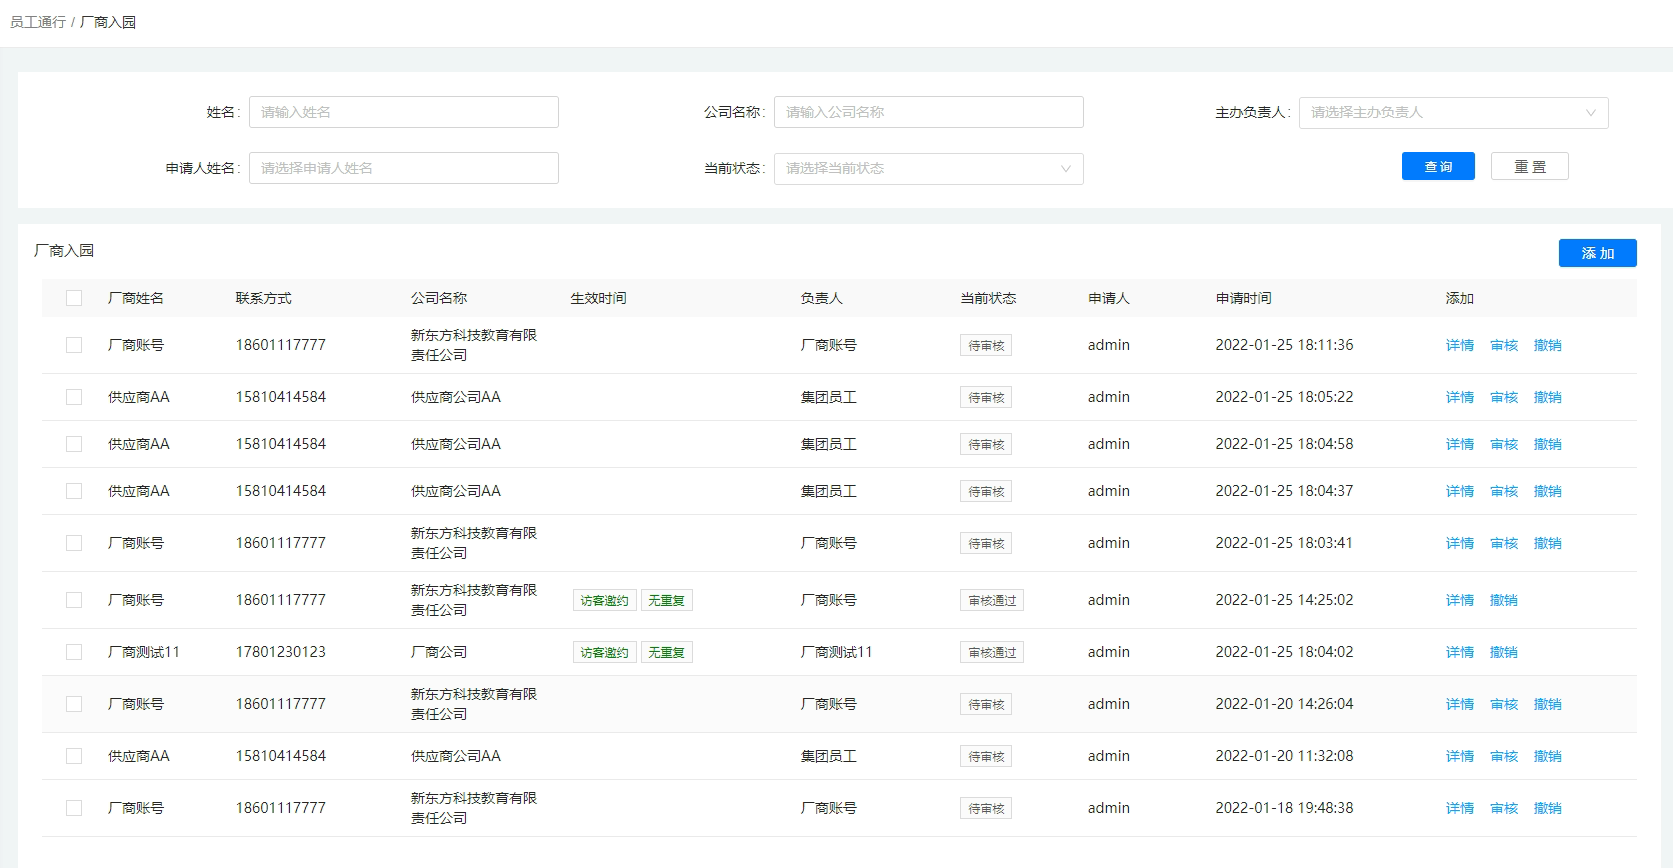 员工通行 / 厂商入园
姓名: 请输入姓名 公司名称: 请输入公司名称 主办负责人: 请选择主办负责人
申请人姓名: 请选择申请人姓名 当前状态: 请选择当前状态 查 询 重 置
厂商入园 添 加
厂商姓名 联系方式 公司名称 生效时间 负责人 当前状态 申请人 申请时间 添加
厂商账号 18601117777 新东方科技教育有限
责任公司 厂商账号 待审核 admin 2022-01-25 18:11:36 详情 审核 撤销
供应商AA 15810414584 供应商公司AA 集团员工 待审核 admin 2022-01-25 18:05:22 详情 审核 撤销
供应商AA 15810414584 供应商公司AA 集团员工 待审核 admin 2022-01-25 18:04:58 详情 审核 撤销
供应商AA 15810414584 供应商公司AA 集团员工 待审核 admin 2022-01-25 18:04:37 详情 审核 撤销
厂商账号 18601117777 新东方科技教育有限
责任公司 厂商账号 待审核 admin 2022-01-25 18:03:41 详情 审核 撤销
厂商账号 18601117777 新东方科技教育有限
责任公司 访客邀约 无重复 厂商账号 审核通过 admin 2022-01-25 14:25:02 详情 撤销
厂商测试11 17801230123 厂商公司 访客邀约 无重复 厂商测试11 审核通过 admin 2022-01-25 18:04:02 详情 撤销
厂商账号 18601117777 新东方科技教育有限
责任公司 厂商账号 待审核 admin 2022-01-20 14:26:04 详情 审核 撤销
供应商AA 15810414584 供应商公司AA 集团员工 待审核 admin 2022-01-20 11:32:08 详情 审核 撤销
厂商账号 18601117777 新东方科技教育有限
责任公司 厂商账号 待审核 admin 2022-01-18 19:48:38 详情 审核 撤销